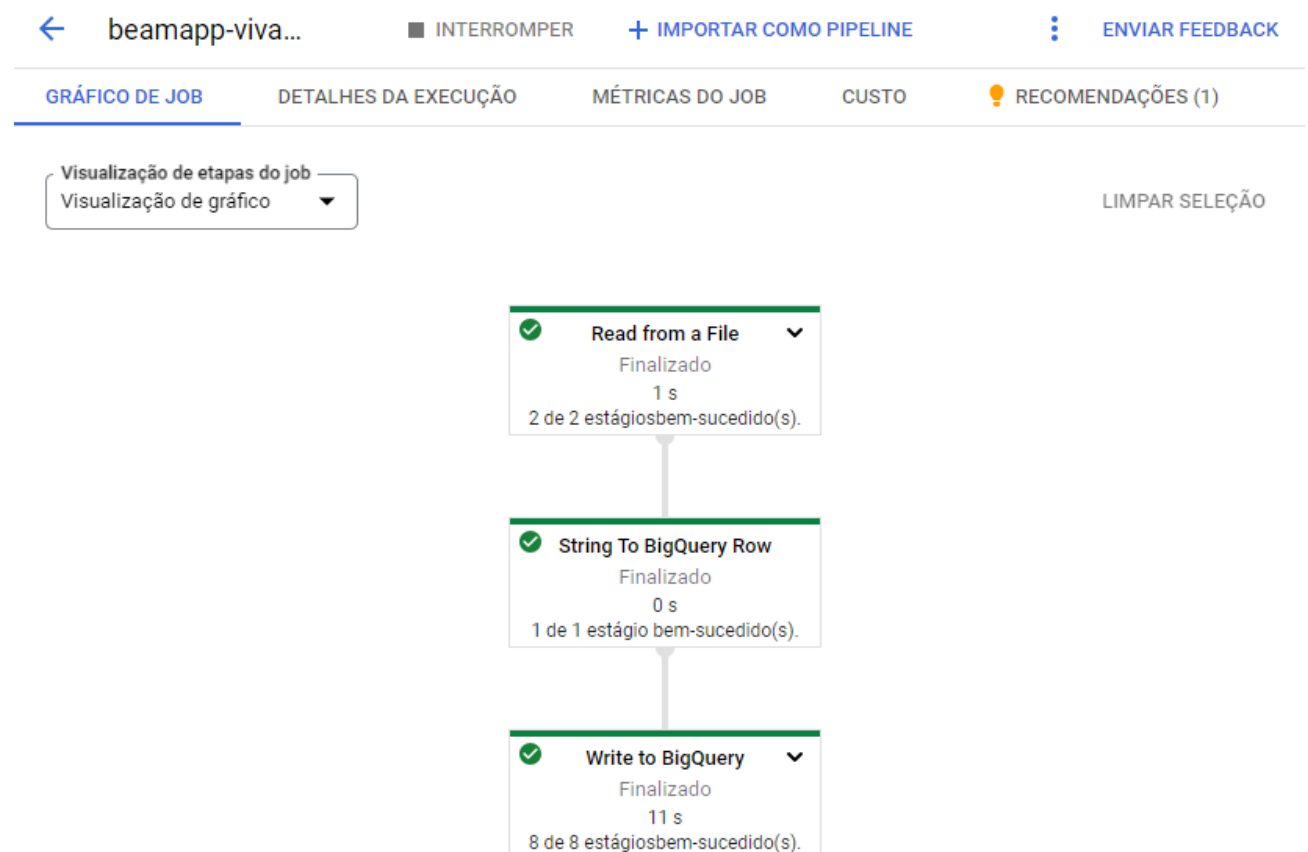 beamapp-viva... INTERROMPER IMPORTAR COMO PIPELINE ENVIAR FEEDBACK
GRÁFICO DE JOB DETALHES DA EXECUÇÃO MÉTRICAS DO JOB CUSTO RECOMENDAÇÕES (1)
Visualização de etapas do job
Visualização de gráfico LIMPAR SELEÇÃO
Read from a File
Finalizado
1 s
2 de 2 estágiosbem-sucedido(s).
String To BigQuery Row
Finalizado
0 s
1 de 1 estágio bem-sucedido(s).
Write to BigQuery
Finalizado
11 s
8 de 8 estágiosbem-sucedido(s).